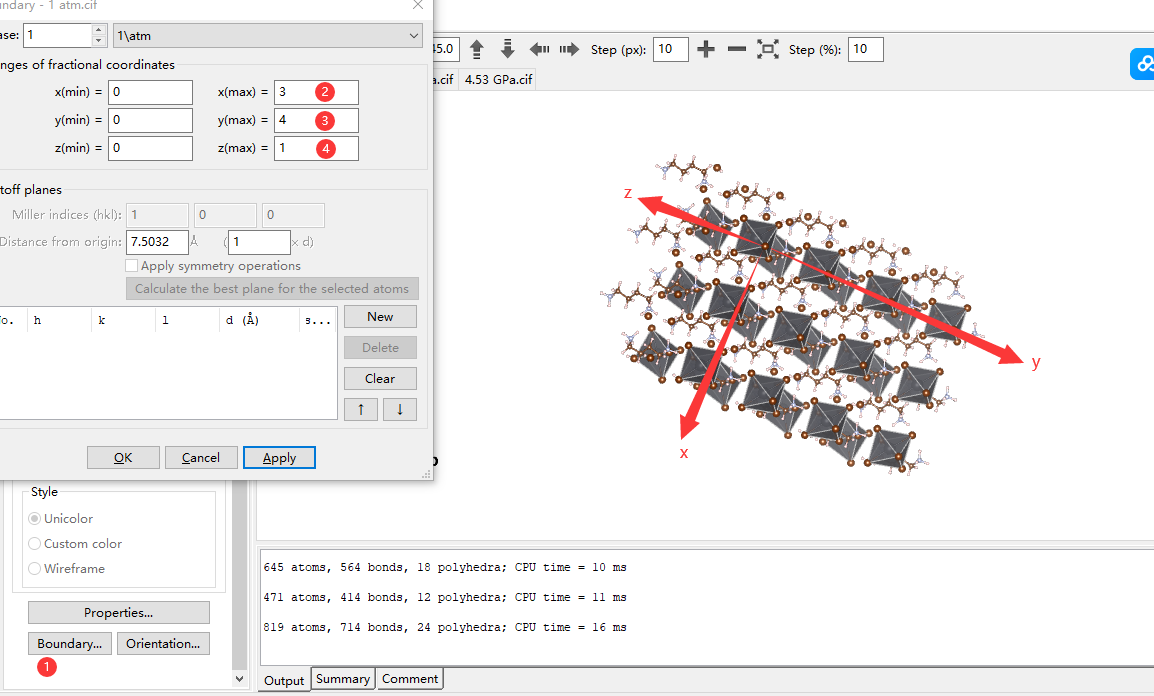 ndary - 1 atm.cif
ase: 1 1\atm
nges of fractional coordinates
x(min) = 0 x(max) = 3 2
y(min) = 0 y(max) = 4 3
z(min) = 0 z(max) = 1 4
toff planes
Miller indices (hkl): 1 0 0
Distance from origin: 7.5032 Å ( 1 x d)
Apply symmetry operations
Calculate the best plane for the selected atoms
o. h k l d (Å) s...
New
Delete
Clear
↑ ↓
OK Cancel Apply
Style
Unicolor
Custom color
Wireframe
Properties...
Boundary... Orientation...
1
45.0 Step (px): 10 Step (%): 10
a.cif 4.53 GPa.cif
z
y
x
645 atoms, 564 bonds, 18 polyhedra; CPU time = 10 ms
471 atoms, 414 bonds, 12 polyhedra; CPU time = 11 ms
819 atoms, 714 bonds, 24 polyhedra; CPU time = 16 ms
Output Summary Comment